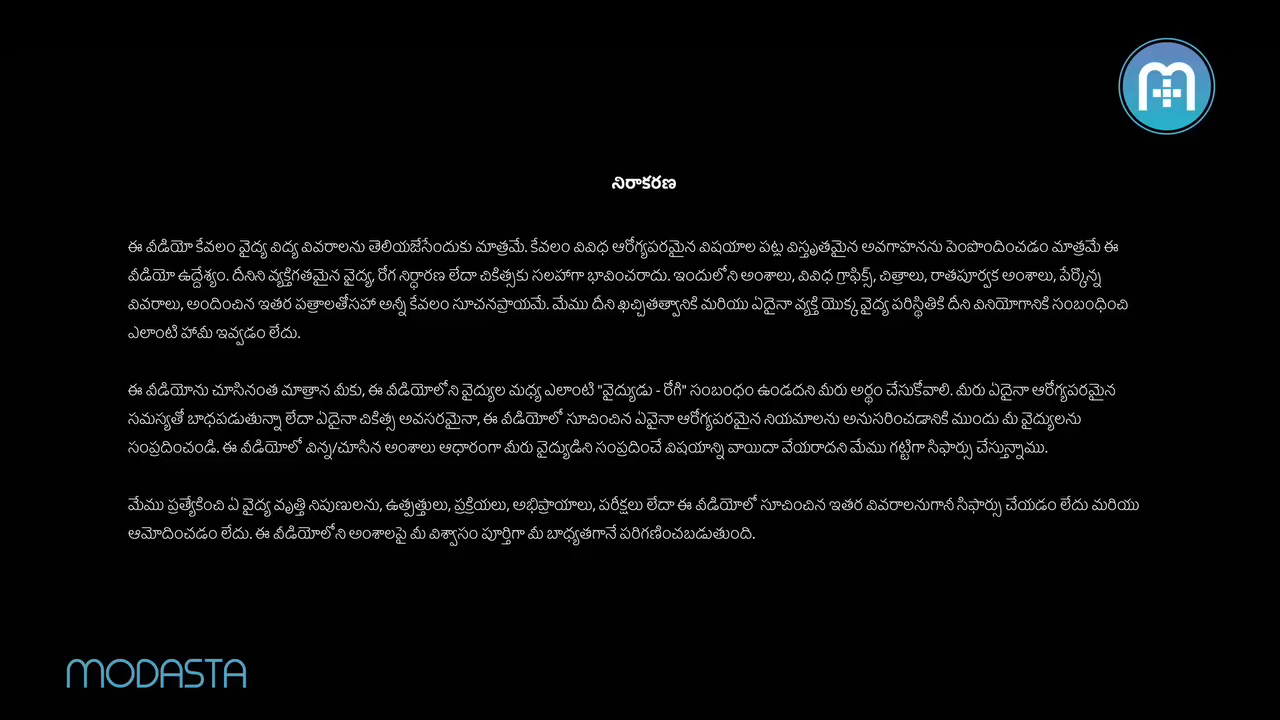 నిరాకరణ
ఈ వీడియో కేవలం వైద్య విద్య వివరాలను తెలియజేసేందుకు మాత్రమే. కేవలం వివిధ ఆరోగ్యపరమైన విషయాల పట్ల విస్తృతమైన అవగాహనను పెంపొందించడం మాత్రమే ఈ
వీడియో ఉద్దేశ్యం. దీనిని వ్యక్తిగతమైన వైద్య, రోగ నిర్ధారణ లేదా చికిత్సకు సలహాగా భావించరాదు. ఇందులోని అంశాలు, వివిధ గ్రాఫిక్స్, చిత్రాలు, రాతపూర్వక అంశాలు, పేర్కొన్న
వివరాలు, అందించిన ఇతర పత్రాలతోసహా అన్నీ కేవలం సూచనప్రాయమే. మేము దీని ఖచ్చితత్వానికి మరియు ఏదైనా వ్యక్తి యొక్క వైద్య పరిస్థితికి దీని వినియోగానికి సంబంధించి
ఎలాంటి హామీ ఇవ్వడం లేదు.
ఈ వీడియోను చూసినంత మాత్రాన మీకు, ఈ వీడియోలోని వైద్యుల మధ్య ఎలాంటి "వైద్యుడు - రోగి" సంబంధం ఉండదని మీరు అర్థం చేసుకోవాలి. మీరు ఏదైనా ఆరోగ్యపరమైన
సమస్యతో బాధపడుతున్నా లేదా ఏదైనా చికిత్స అవసరమైనా, ఈ వీడియోలో సూచించిన ఏవైనా ఆరోగ్యపరమైన నియమాలను అనుసరించడానికి ముందు మీ వైద్యులను
సంప్రదించండి. ఈ వీడియోలో విన్న/చూసిన అంశాల ఆధారంగా మీరు వైద్యుడిని సంప్రదించే విషయాన్ని వాయిదా వేయరాదని మేము గట్టిగా సిఫార్సు చేస్తున్నాము.
మేము ప్రత్యేకించి ఏ వైద్య వృత్తి నిపుణులను, ఉత్పత్తులు, ప్రక్రియలు, అభిప్రాయాలు, పరీక్షలు లేదా ఈ వీడియోలో సూచించిన ఇతర వివరాలనుగానీ సిఫార్సు చేయడం లేదు మరియు
ఆమోదించడం లేదు. ఈ వీడియోలోని అంశాలపై మీ విశ్వాసం పూర్తిగా మీ బాధ్యతగానే పరిగణించబడుతుంది.
MODASTA